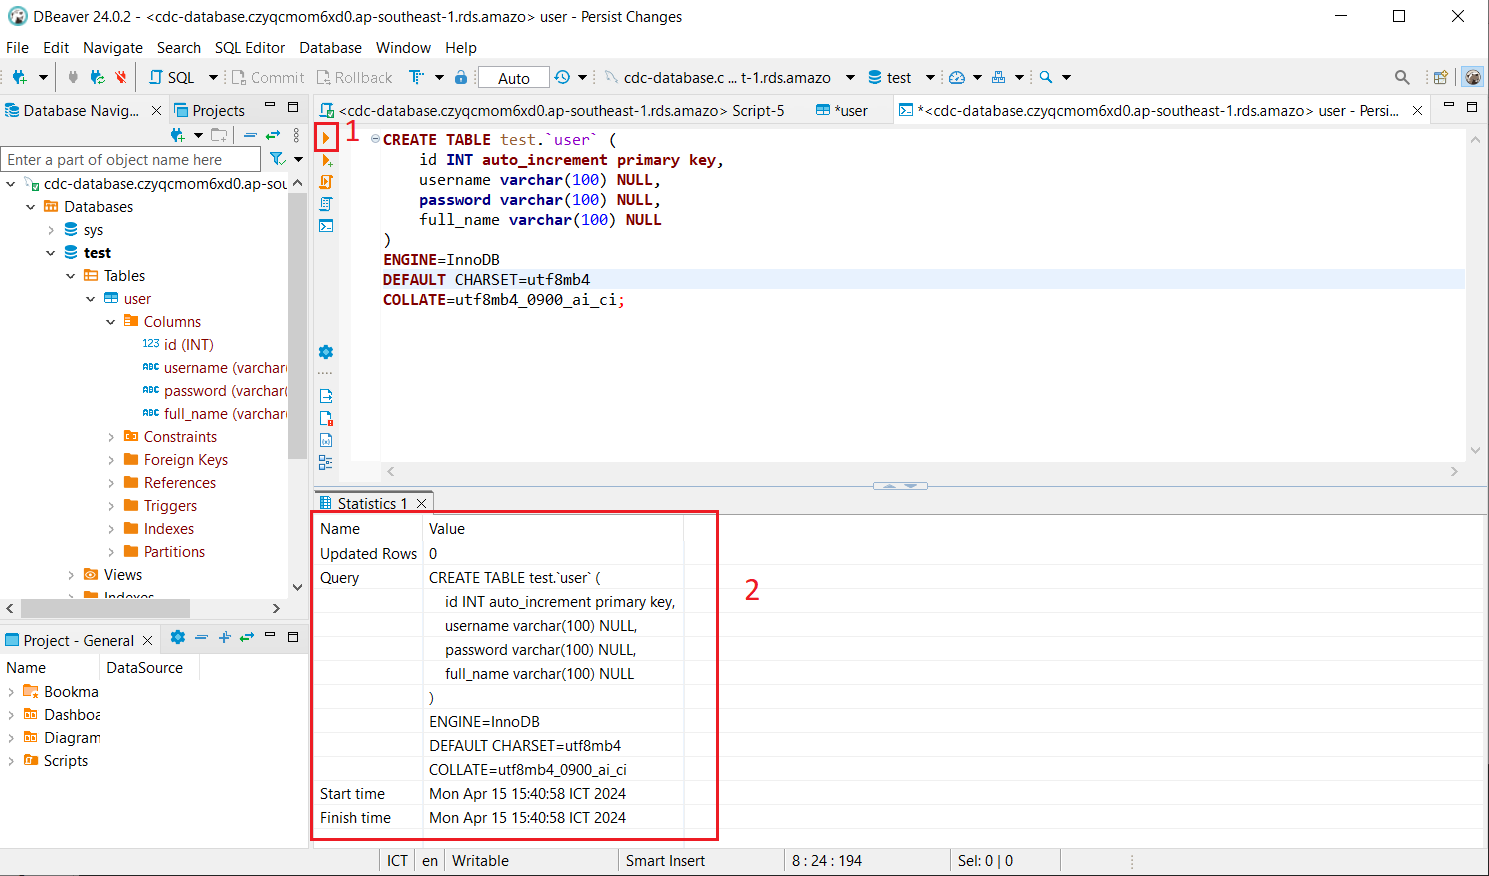 DBeaver 24.0.2 - <cdc-database.czyqcmom6xd0.ap-southeast-1.rds.amazo> user - Persist Changes
File Edit Navigate Search SQL Editor Database Window Help
SQL Commit Rollback T Auto cdc-database.c ... t-1.rds.amazo test
Database Navig... Projects
<cdc-database.czyqcmom6xd0.ap-southeast-1.rds.amazo> Script-5 *user *<cdc-database.czyqcmom6xd0.ap-southeast-1.rds.amazo> user - Persi...
Enter a part of object name here
cdc-database.czyqcmom6xd0.ap-sou
Databases
sys
test
Tables
user
Columns
123 id (INT)
ABC username (varchar
ABC password (varchar(
ABC full_name (varchar
Constraints
Foreign Keys
References
Triggers
Indexes
Partitions
Views
Indexes
Project - General
Name DataSource
Bookma
Dashboa
Diagram
Scripts
1
CREATE TABLE test.`user` (
id INT auto_increment primary key,
username varchar(100) NULL,
password varchar(100) NULL,
full_name varchar(100) NULL
)
ENGINE=InnoDB
DEFAULT CHARSET=utf8mb4
COLLATE=utf8mb4_0900_ai_ci;
Statistics 1
Name Value
Updated Rows 0
Query CREATE TABLE test.`user` (
id INT auto_increment primary key,
username varchar(100) NULL,
password varchar(100) NULL,
full_name varchar(100) NULL
)
ENGINE=InnoDB
DEFAULT CHARSET=utf8mb4
COLLATE=utf8mb4_0900_ai_ci
Start time Mon Apr 15 15:40:58 ICT 2024
Finish time Mon Apr 15 15:40:58 ICT 2024
2
ICT en Writable Smart Insert 8 : 24 : 194 Sel: 0 | 0